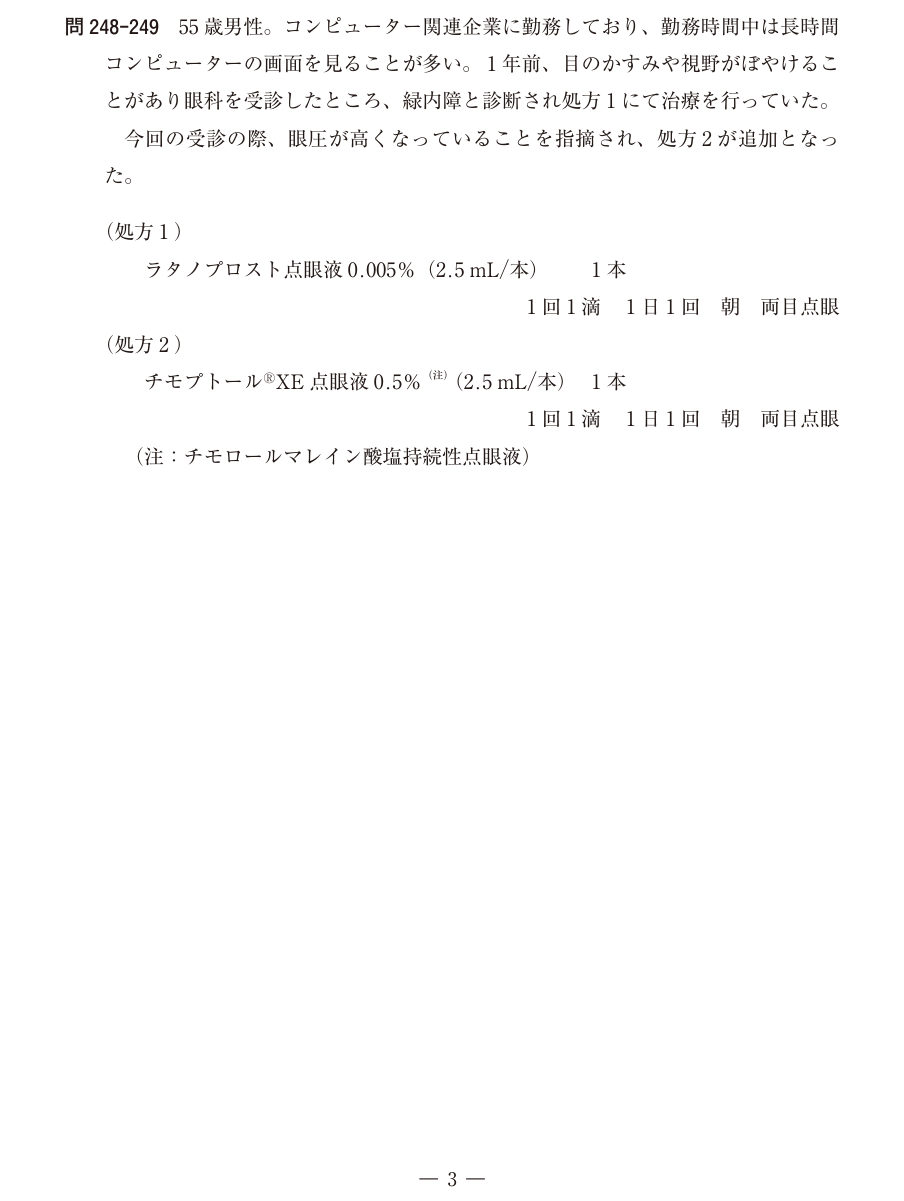 問 248-249　55 歳男性。コンピューター関連企業に勤務しており、勤務時間中は長時間
コンピューターの画面を見ることが多い。１年前、目のかすみや視野がぼやけるこ
とがあり眼科を受診したところ、緑内障と診断され処方１にて治療を行っていた。
今回の受診の際、眼圧が高くなっていることを指摘され、処方２が追加となっ
た。
（処方１）
ラタノプロスト点眼液 0.005%（2.5 mL/本）　１本
１回１滴　１日１回　朝　両目点眼
（処方２）
チモプトール®XE 点眼液 0.5%（注）（2.5 mL/本）　１本
１回１滴　１日１回　朝　両目点眼
（注：チモロールマレイン酸塩持続性点眼液）
— 3 —